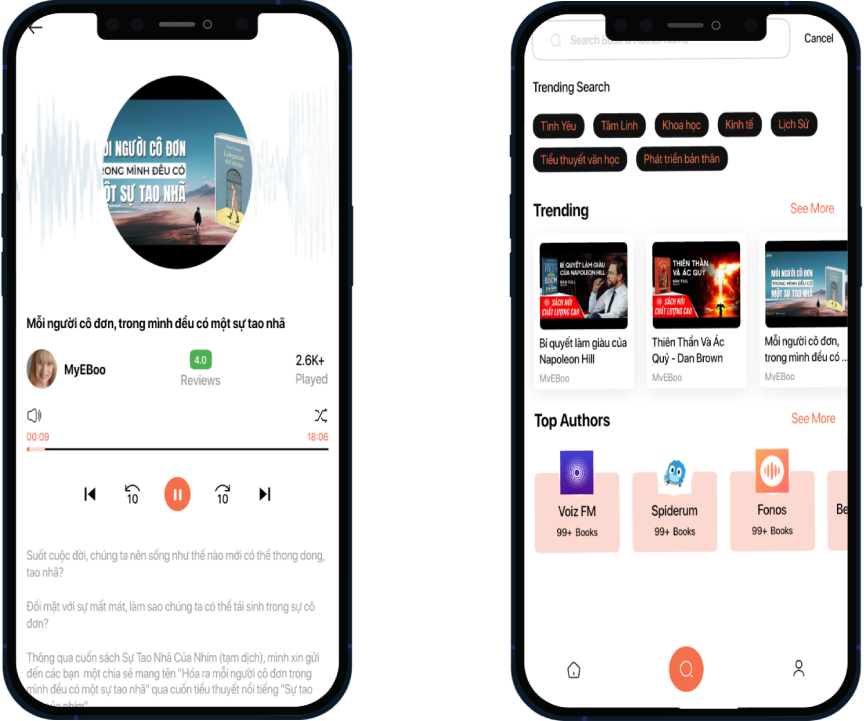 ỖI NGƯỜI CÔ ĐƠN
TRONG MÌNH ĐỀU CÓ
ỘT SỰ TAO NHÃ
Mỗi người cô đơn, trong mình đều có một sự tao nhã
MyEBoo
4.0
Reviews
2.6K+
Played
00:09
18:06
10
10
Suốt cuộc đời, chúng ta nên sống như thế nào mới có thể thong dong,
tao nhã?
Đối mặt với sự mất mát, làm sao chúng ta có thể tái sinh trong sự cô
đơn?
Thông qua cuốn sách Sự Tao Nhã Của Nhím (tạm dịch), mình xin gửi
đến các bạn một chia sẻ mang tên "Hóa ra mỗi người cô đơn trong
mình đều có một sự tao nhã" qua cuốn tiểu thuyết nổi tiếng "Sự tao
của nhím"
Search Book & Author Name
Cancel
Trending Search
Tình Yêu
Tâm Linh
Khoa học
Kinh tế
Lịch Sử
Tiểu thuyết văn học
Phát triển bản thân
Trending
See More
BÍ QUYẾT LÀM GIÀU
CỦA NAPOLEON HILL
SÁCH NÓI
CHẤT LƯỢNG CAO
Bí quyết làm giàu của
Napoleon Hill
MyEBoo
THIÊN THẦN
VÀ ÁC QUỶ
SÁCH NÓI
CHẤT LƯỢNG CAO
Thiên Thần Và Ác
Quỷ - Dan Brown
MyEBoo
MỖI NGƯỜI CÔ ĐƠN
TRONG MÌNH ĐỀU CÓ
MỘT SỰ TAO NHÃ
Mỗi người cô đơn,
trong mình đều có ...
MyEBoo
Top Authors
See More
Voiz FM
99+ Books
Spiderum
99+ Books
Fonos
99+ Books
Be